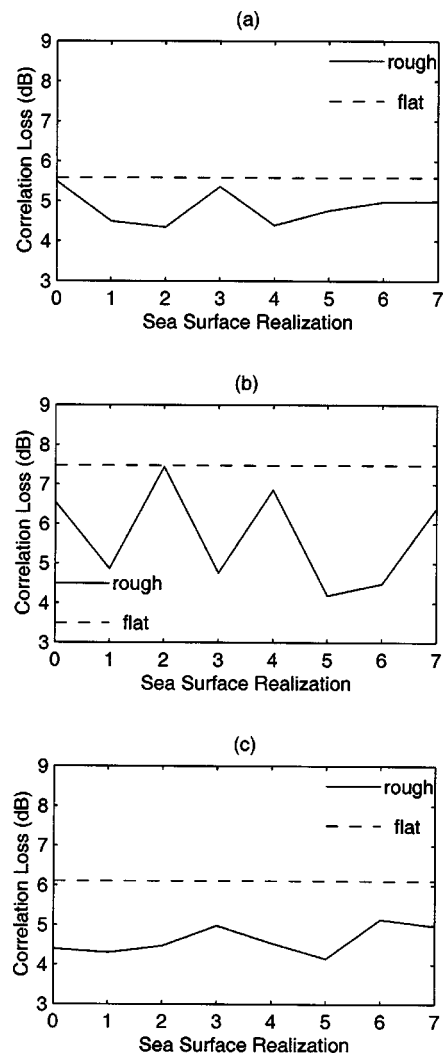 (a)
9
8
7
6
5
4
3
Correlation Loss (dB)
rough
flat
0 1 2 3 4 5 6 7
Sea Surface Realization
(b)
9
8
7
6
5
4
3
Correlation Loss (dB)
rough
flat
0 1 2 3 4 5 6 7
Sea Surface Realization
(c)
9
8
7
6
5
4
3
Correlation Loss (dB)
rough
flat
0 1 2 3 4 5 6 7
Sea Surface Realization